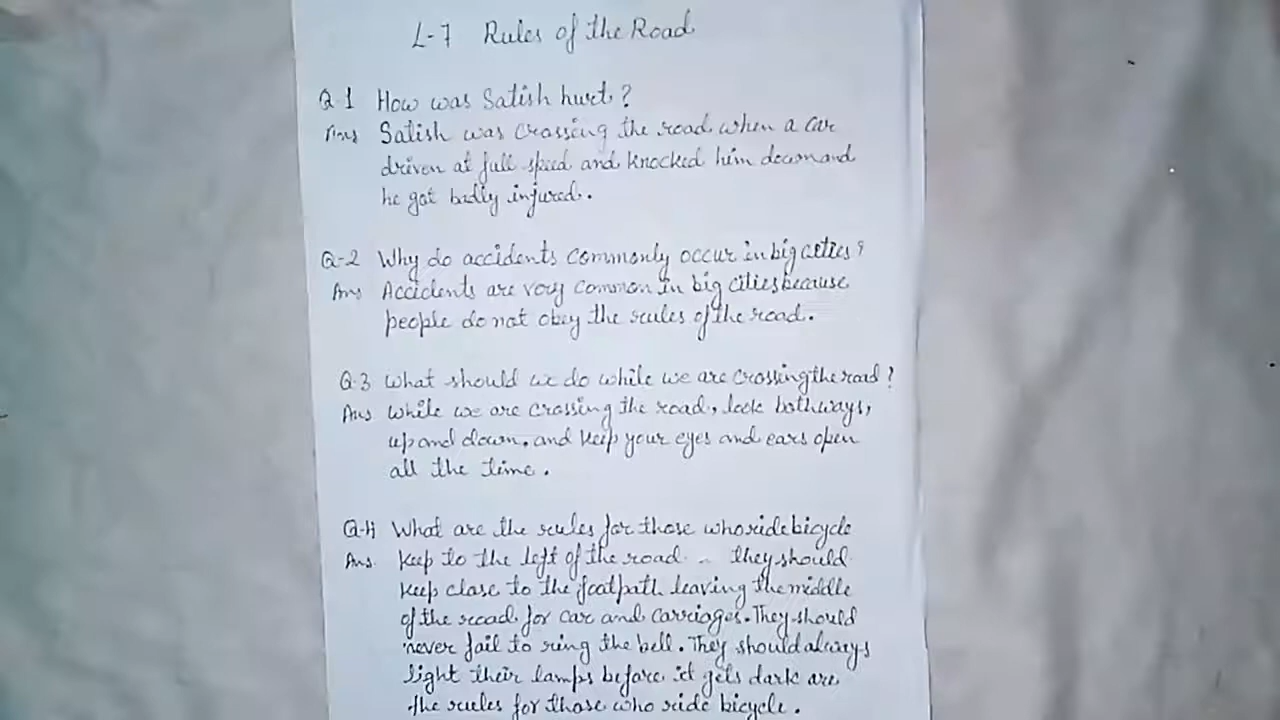 L-7 Rules of the Road
Q.1 How was Satish hurt?
Ans Satish was crossing the road when a car
driven at full speed and knocked him down and
he got badly injured.
Q-2 Why do accidents commonly occur in big cities?
Ans Accidents are very common in big cities because
people do not obey the rules of the road.
Q.3 What should we do while we are crossing the road?
Ans While we are crossing the road, look both ways,
up and down, and keep your eyes and ears open
all the time.
Q-4 What are the rules for those who ride bicycle
Ans. Keep to the left of the road .. they should
keep close to the footpath leaving the middle
of the road for car and carriages. They should
never fail to ring the bell. They should always
light their lamps before it gets dark are
the rules for those who ride bicycle.